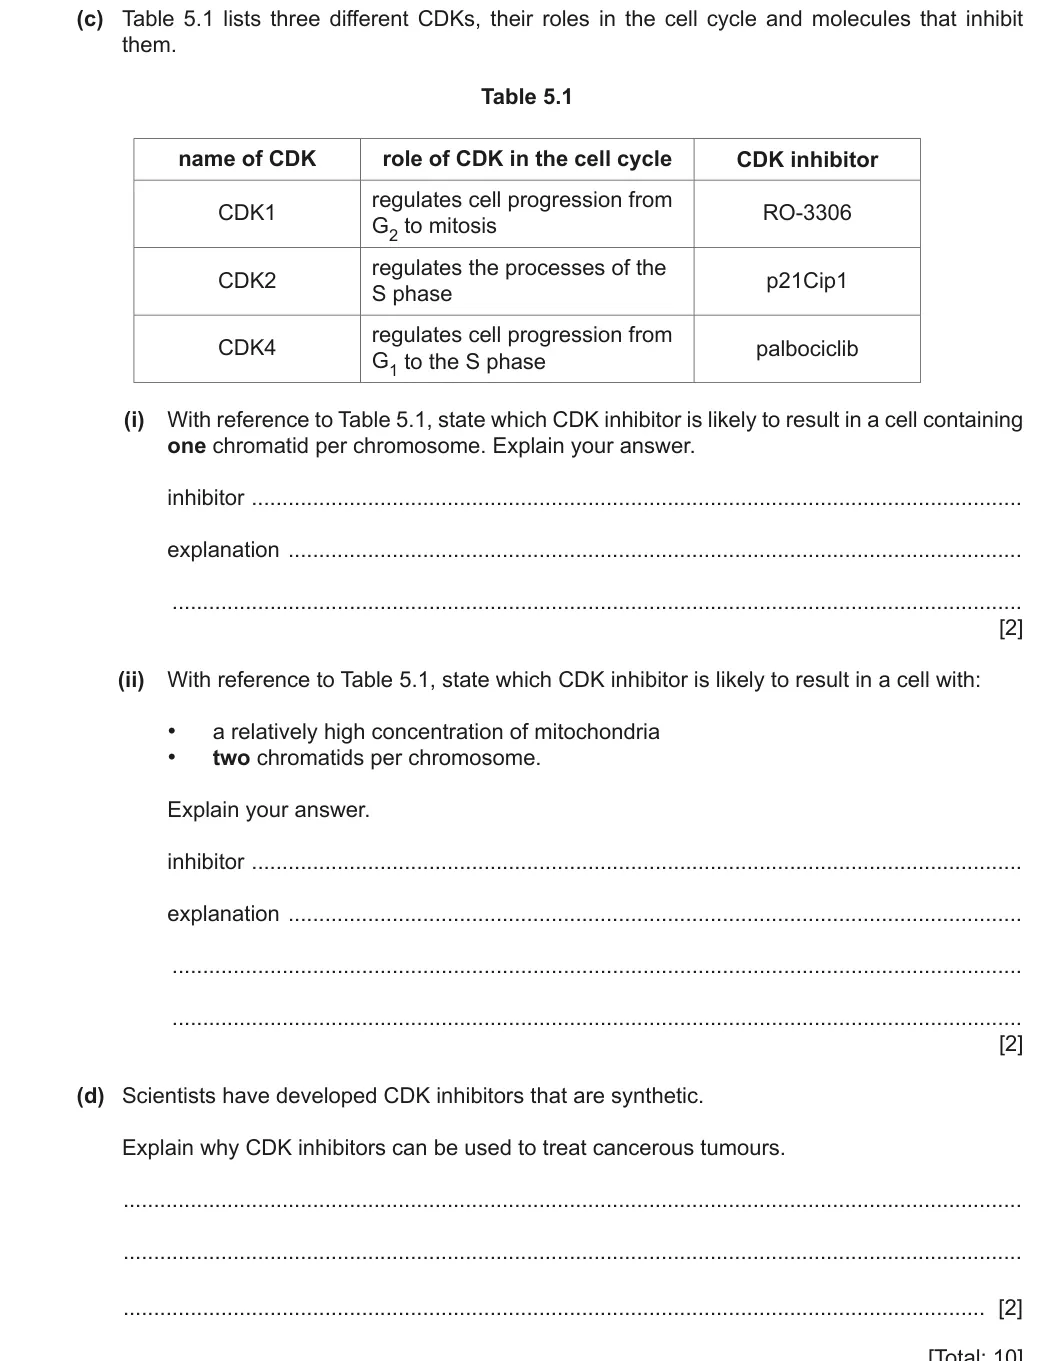 (c) Table 5.1 lists three different CDKs, their roles in the cell cycle and molecules that inhibit
them.
Table 5.1
name of CDK role of CDK in the cell cycle CDK inhibitor
CDK1 regulates cell progression from G2 to mitosis RO-3306
CDK2 regulates the processes of the S phase p21Cip1
CDK4 regulates cell progression from G1 to the S phase palbociclib
(i) With reference to Table 5.1, state which CDK inhibitor is likely to result in a cell containing
one chromatid per chromosome. Explain your answer.
inhibitor ................................................................................
explanation ................................................................................
................................................................................
[2]
(ii) With reference to Table 5.1, state which CDK inhibitor is likely to result in a cell with:
• a relatively high concentration of mitochondria
• two chromatids per chromosome.
Explain your answer.
inhibitor ................................................................................
explanation ................................................................................
................................................................................
................................................................................
[2]
(d) Scientists have developed CDK inhibitors that are synthetic.
Explain why CDK inhibitors can be used to treat cancerous tumours.
................................................................................
................................................................................
................................................................................ [2]
[Total: 10]